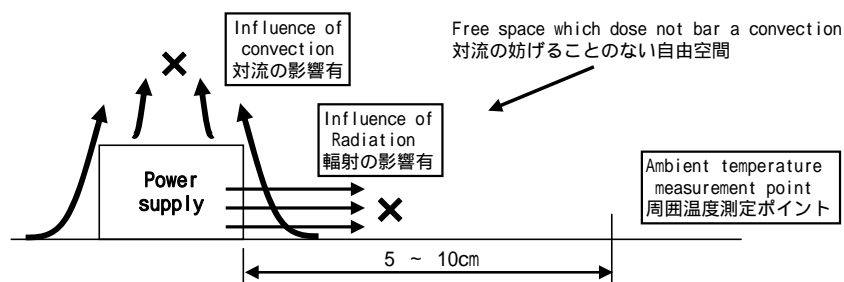 Influence of
convection
対流の影響有
Free space which dose not bar a convection
対流の妨げることのない自由空間
Influence of
Radiation
輻射の影響有
Power
supply
Ambient temperature
measurement point
周囲温度測定ポイント
5 ~ 10cm